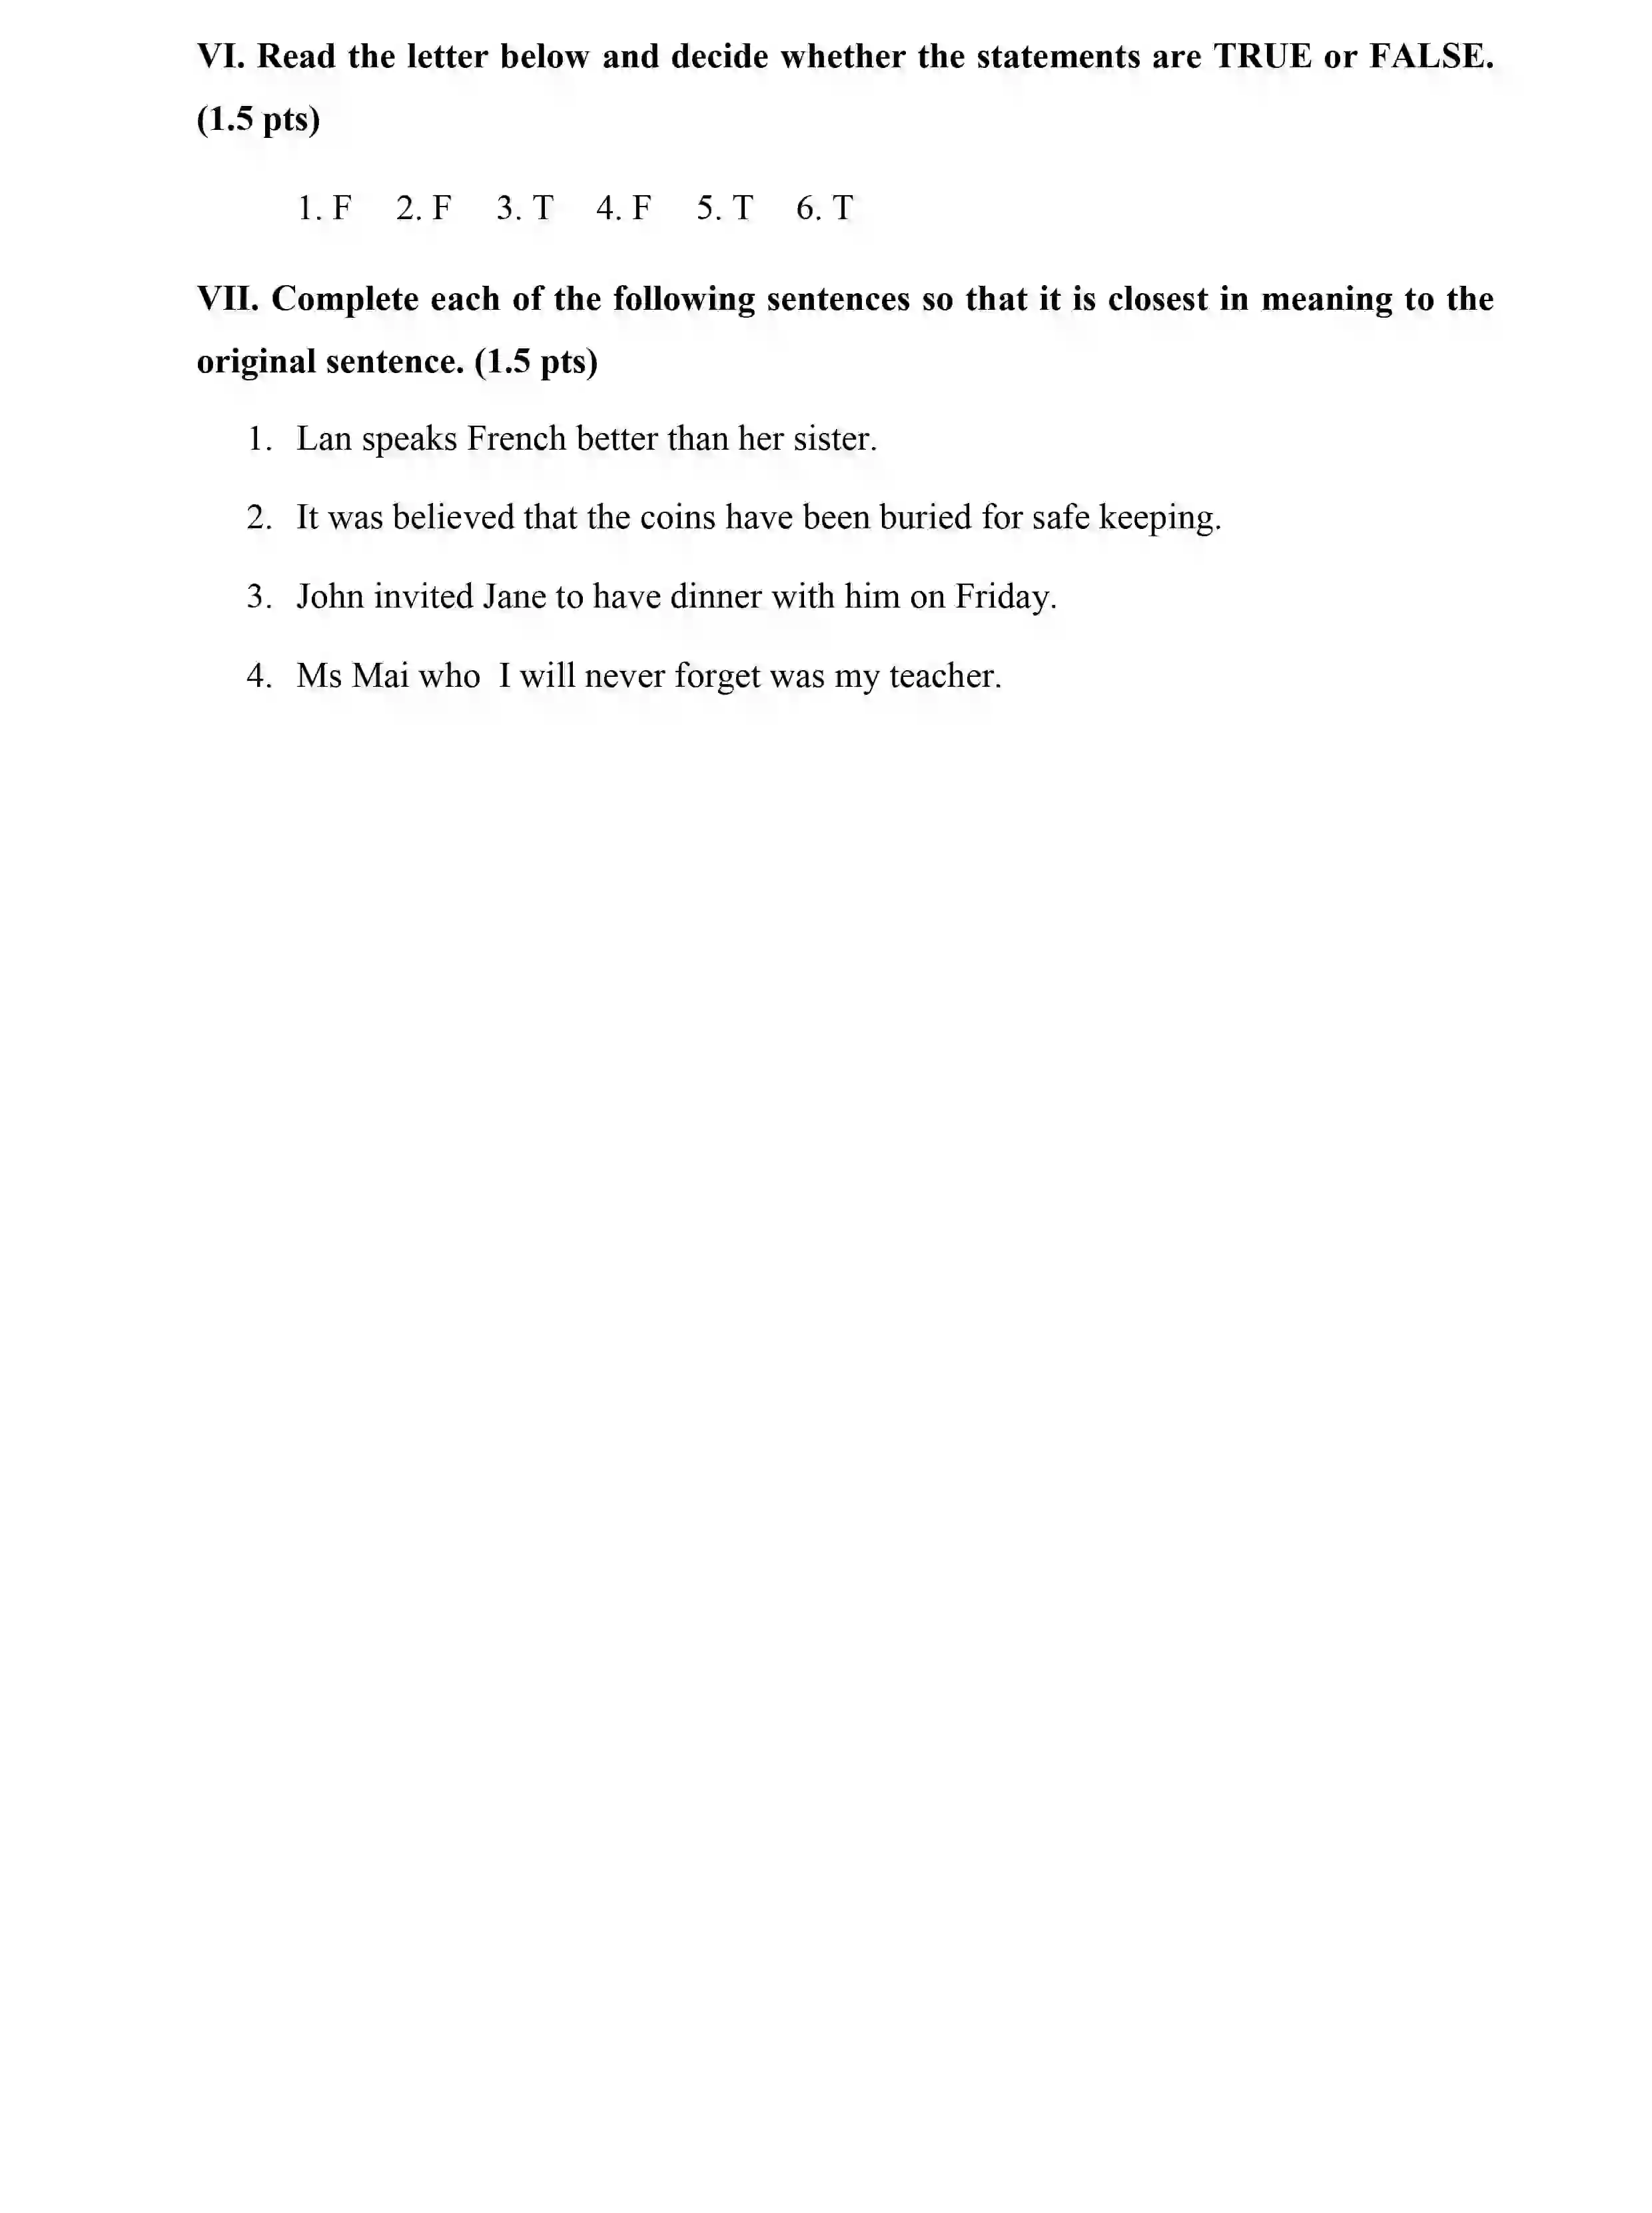 VI. Read the letter below and decide whether the statements are TRUE or FALSE.
(1.5 pts)
1. F 2. F 3. T 4. F 5. T 6. T
VII. Complete each of the following sentences so that it is closest in meaning to the
original sentence. (1.5 pts)
1. Lan speaks French better than her sister.
2. It was believed that the coins have been buried for safe keeping.
3. John invited Jane to have dinner with him on Friday.
4. Ms Mai who I will never forget was my teacher.